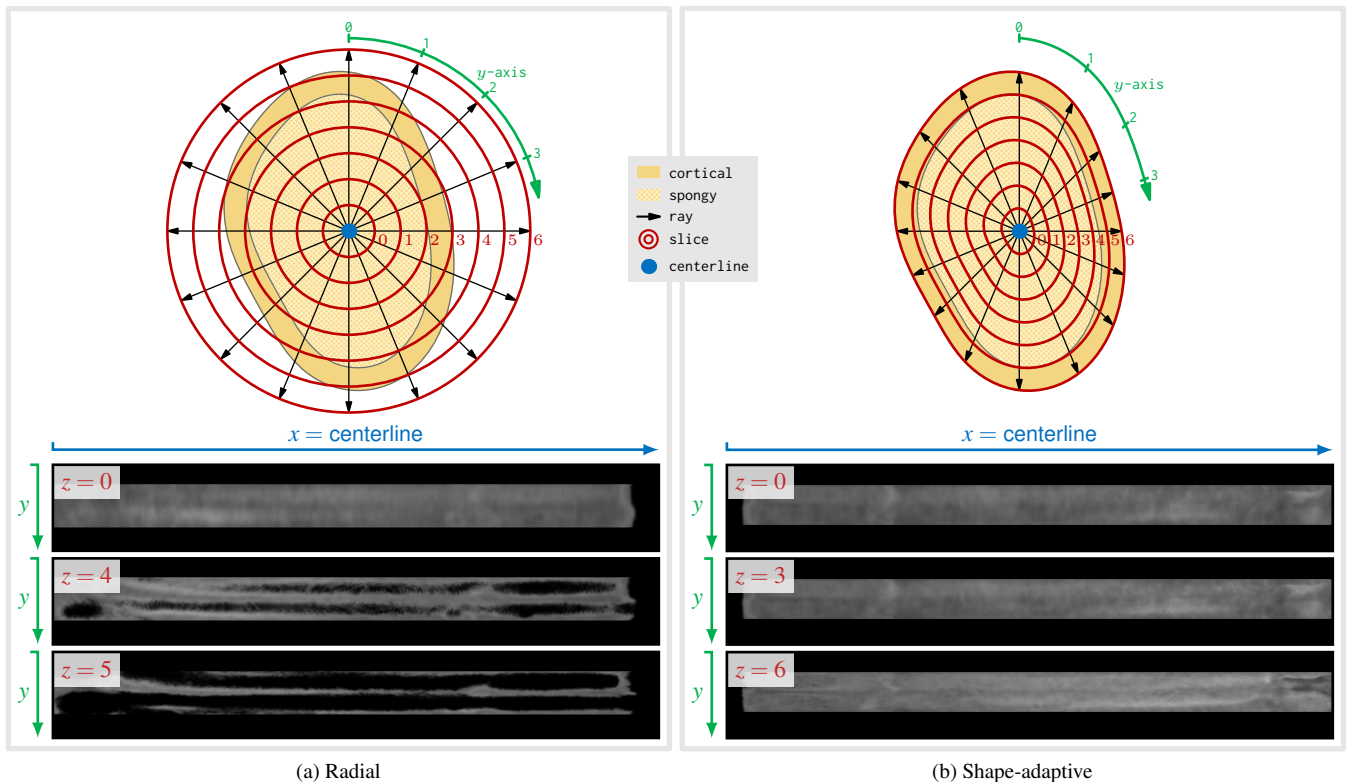 0
1
y-axis
2
3
0 1 2 3 4 5 6
x = centerline
y
z = 0
y
z = 4
y
z = 5
cortical
spongy
ray
slice
centerline
0
1
y-axis
2
3
0 1 2 3 4 5 6
x = centerline
y
z = 0
y
z = 3
y
z = 6
(a) Radial
(b) Shape-adaptive